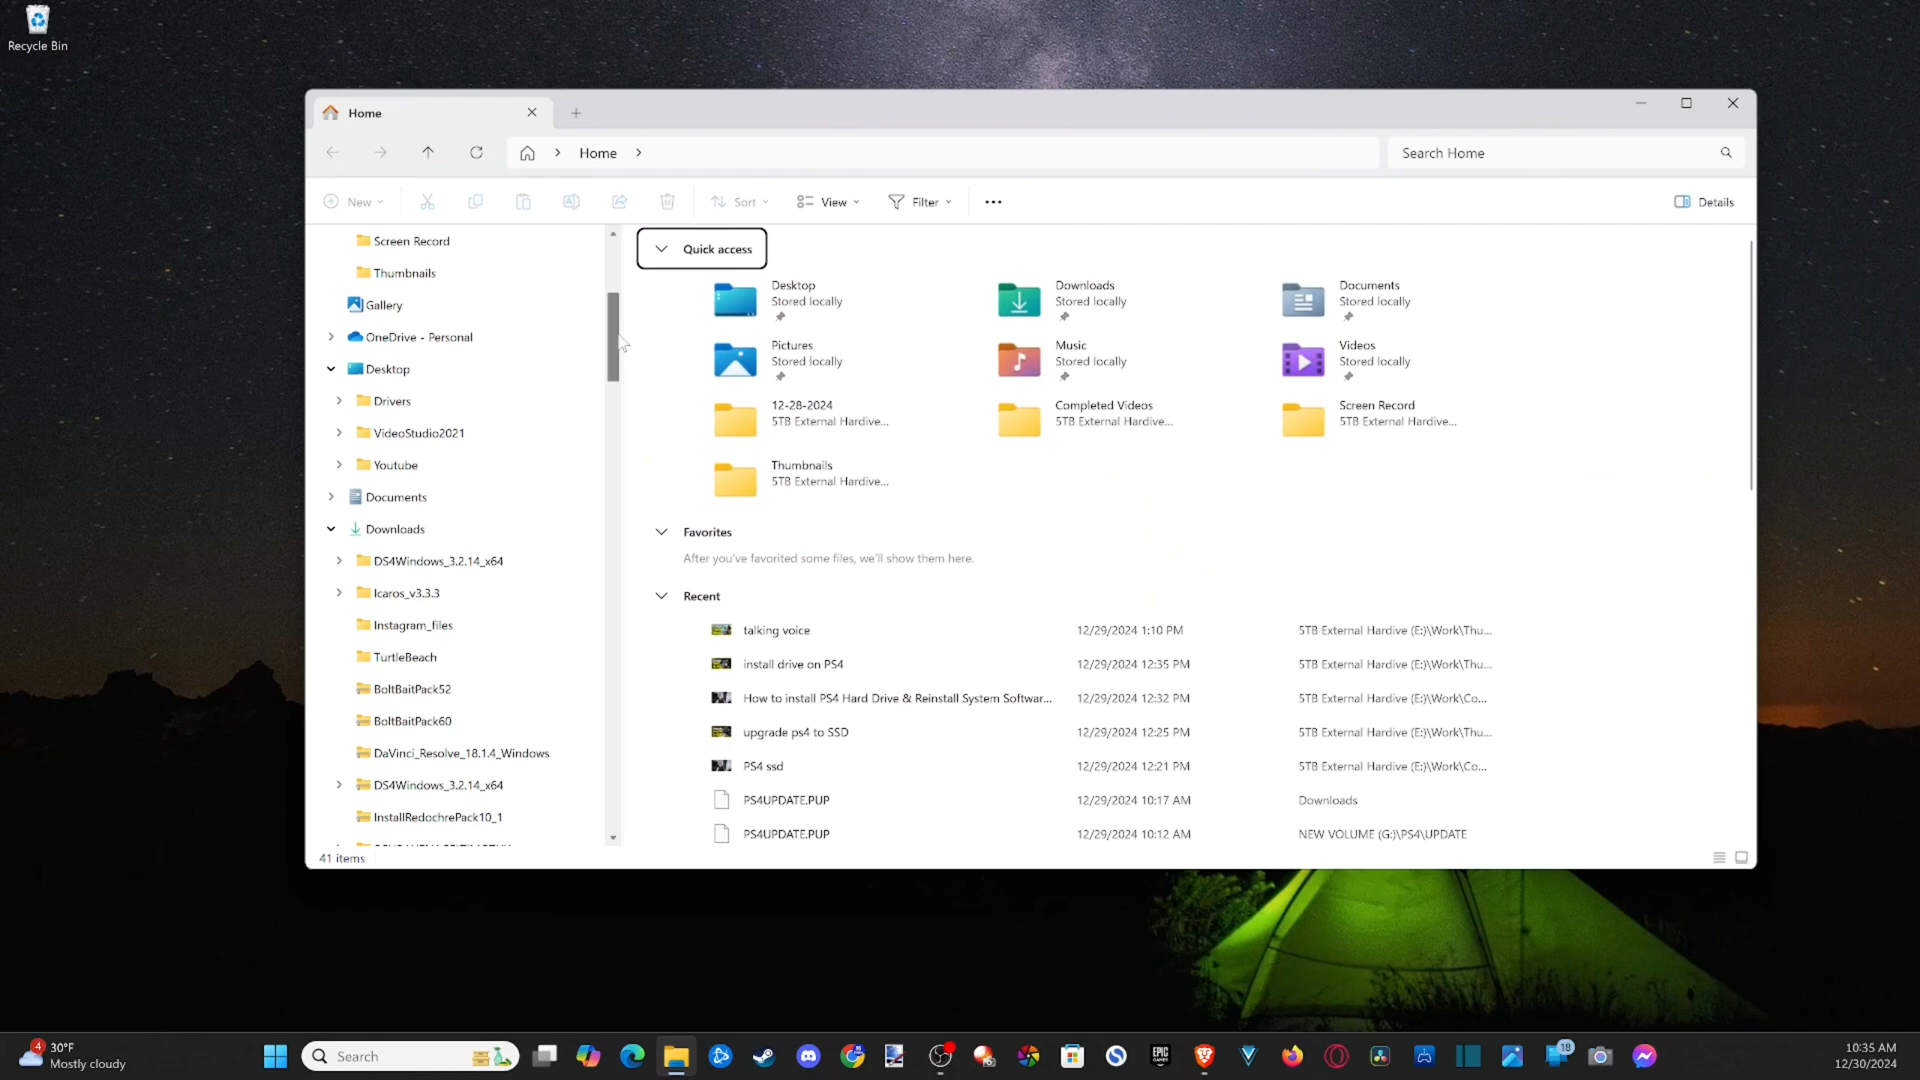 Recycle Bin
Home
Home
Search Home
New
Sort
View
Filter
Details
Screen Record
Thumbnails
Gallery
OneDrive - Personal
Desktop
Drivers
VideoStudio2021
Youtube
Documents
Downloads
DS4Windows_3.2.14_x64
Icaros_v3.3.3
Instagram_files
TurtleBeach
BoltBaitPack52
BoltBaitPack60
DaVinci_Resolve_18.1.4_Windows
DS4Windows_3.2.14_x64
InstallRedochrePack10_1
41 items
Quick access
Desktop
Stored locally
Downloads
Stored locally
Documents
Stored locally
Pictures
Stored locally
Music
Stored locally
Videos
Stored locally
12-28-2024
5TB External Hardive...
Completed Videos
5TB External Hardive...
Screen Record
5TB External Hardive...
Thumbnails
5TB External Hardive...
Favorites
After you've favorited some files, we'll show them here.
Recent
talking voice 12/29/2024 1:10 PM 5TB External Hardive (E:)\Work\Thu...
install drive on PS4 12/29/2024 12:35 PM 5TB External Hardive (E:)\Work\Thu...
How to install PS4 Hard Drive & Reinstall System Softwar... 12/29/2024 12:32 PM 5TB External Hardive (E:)\Work\Co...
upgrade ps4 to SSD 12/29/2024 12:25 PM 5TB External Hardive (E:)\Work\Thu...
PS4 ssd 12/29/2024 12:21 PM 5TB External Hardive (E:)\Work\Co...
PS4UPDATE.PUP 12/29/2024 10:17 AM Downloads
PS4UPDATE.PUP 12/29/2024 10:12 AM NEW VOLUME (G:)\PS4\UPDATE
4
30°F
Mostly cloudy
Search
EPIC
GAMES
18
10:35 AM
12/30/2024